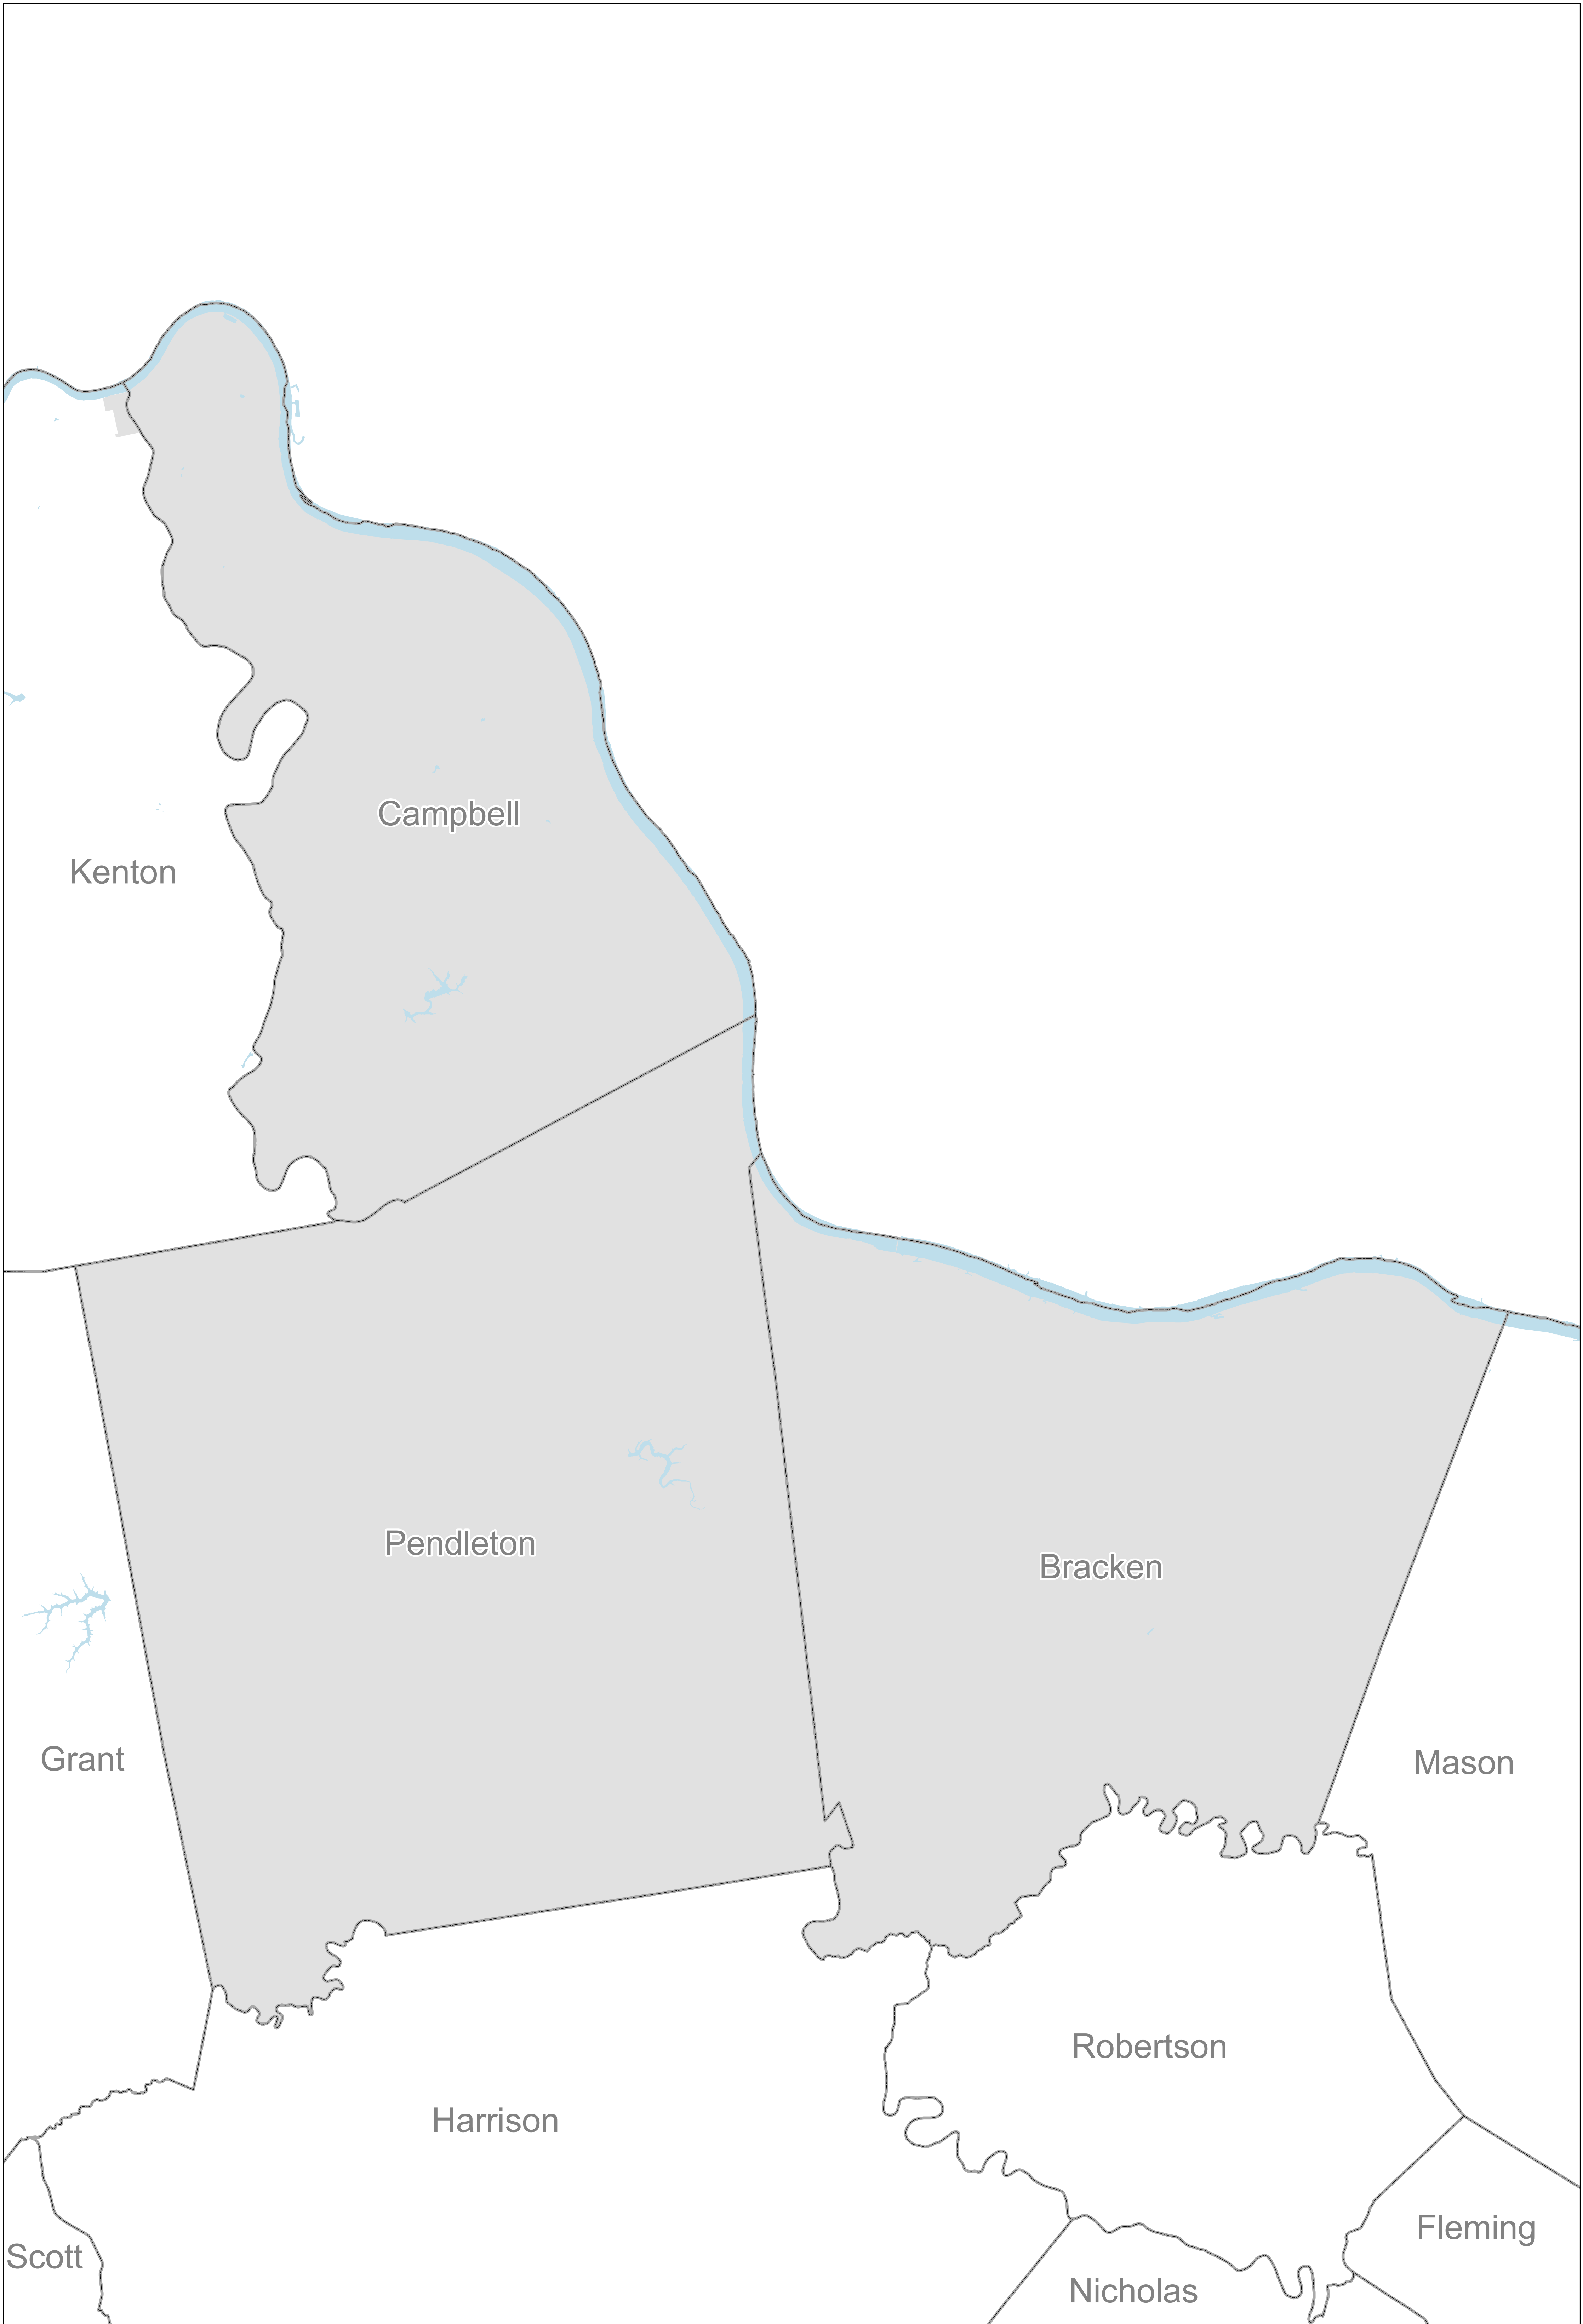 Campbell
Kenton
Pendleton
Bracken
Grant
Mason
Robertson
Harrison
Fleming
Scott
Nicholas